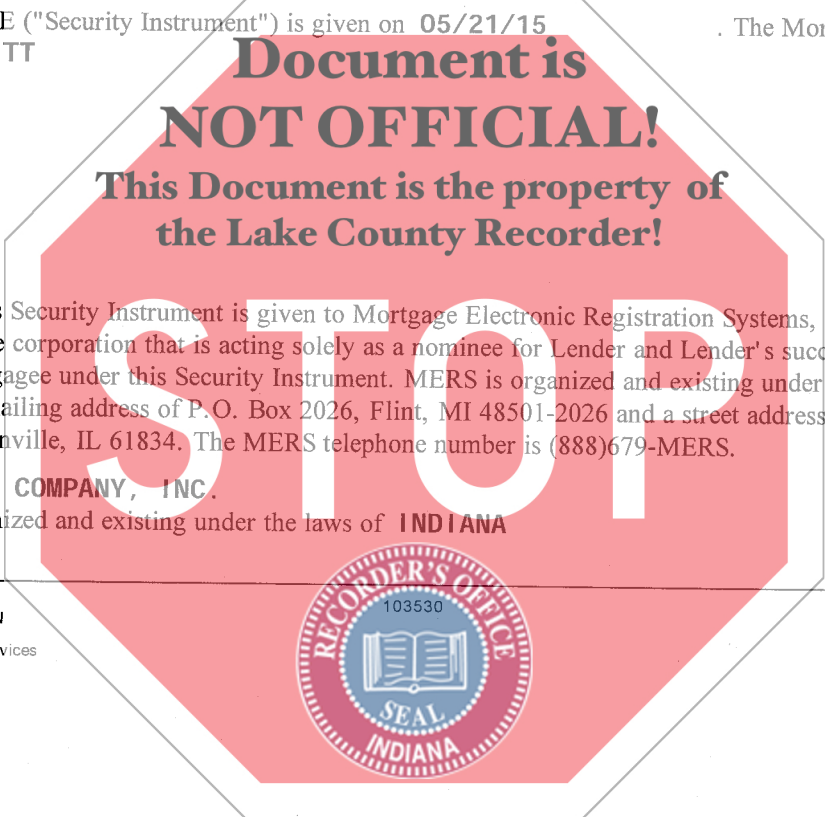 E ("Security Instrument") is given on 05/21/15 . The Mor
TT
Document is
NOT OFFICIAL!
This Document is the property of
the Lake County Recorder!
s Security Instrument is given to Mortgage Electronic Registration Systems,
e corporation that is acting solely as a nominee for Lender and Lender's succ
gagee under this Security Instrument. MERS is organized and existing under
ailing address of P.O. Box 2026, Flint, MI 48501-2026 and a street address
nville, IL 61834. The MERS telephone number is (888)679-MERS.
STOP
COMPANY, INC.
ized and existing under the laws of INDIANA
RECORDER'S OFFICE
103530
SEAL
INDIANA
vices